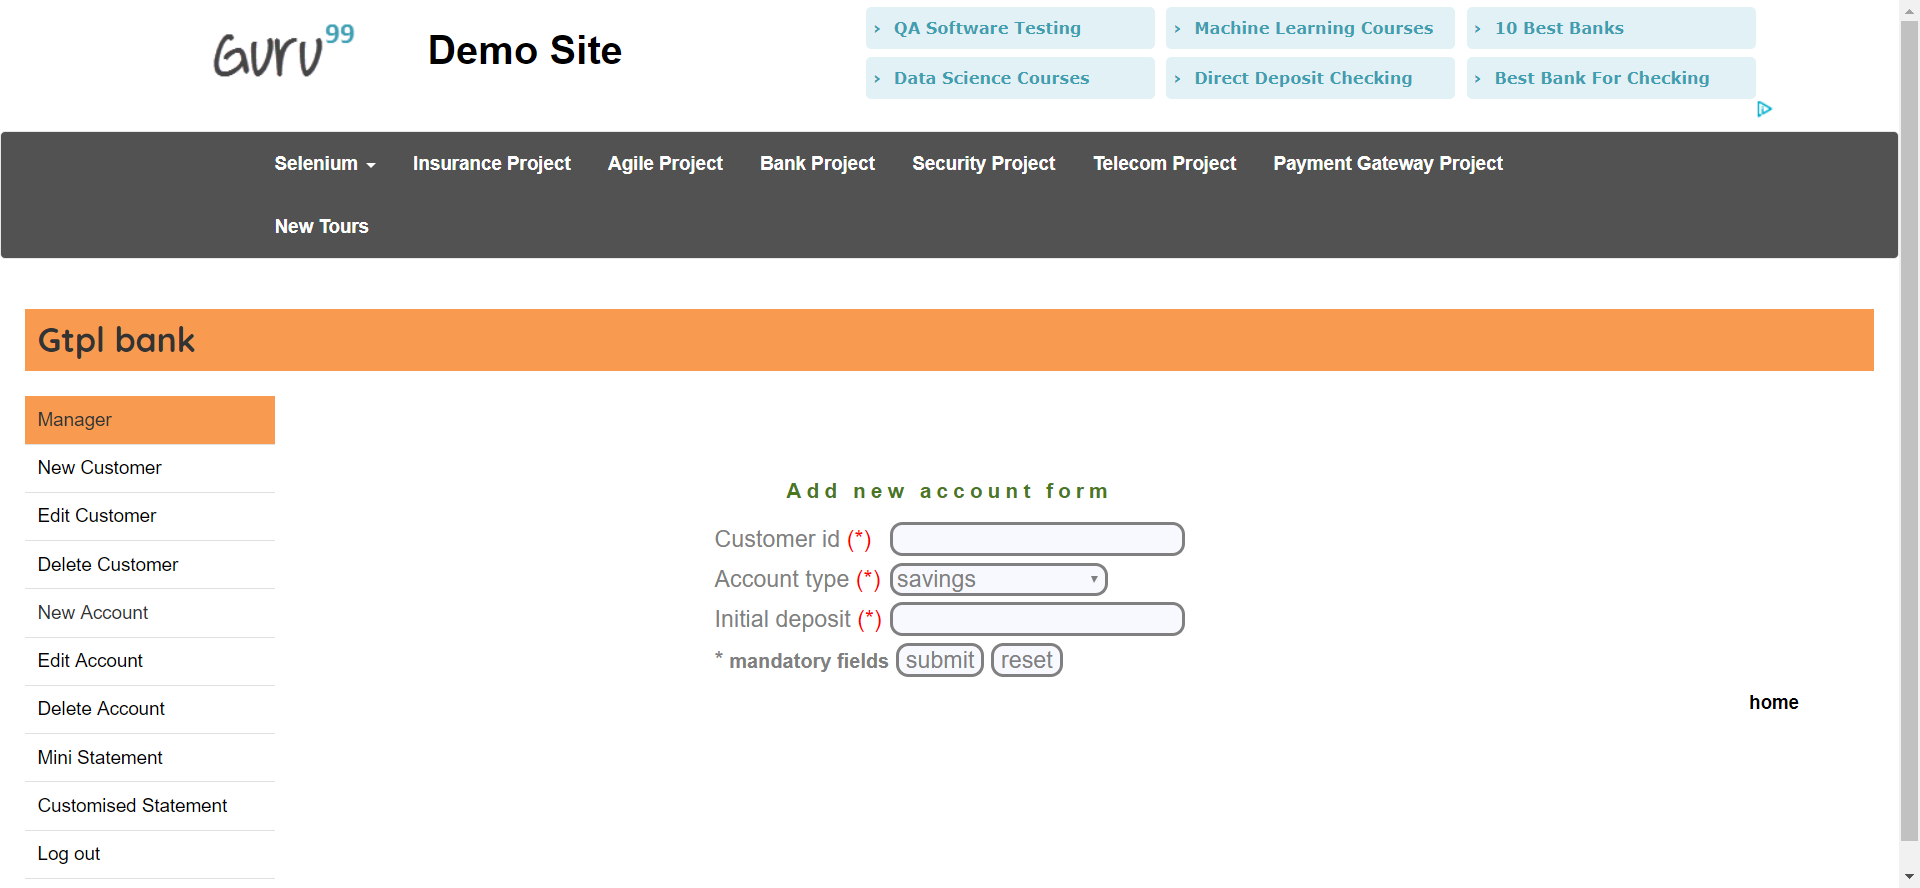 Guru99
Demo Site
› QA Software Testing
› Machine Learning Courses
› 10 Best Banks
› Data Science Courses
› Direct Deposit Checking
› Best Bank For Checking
Selenium Insurance Project Agile Project Bank Project Security Project Telecom Project Payment Gateway Project
New Tours
Gtpl bank
Manager
New Customer
Edit Customer
Delete Customer
New Account
Edit Account
Delete Account
Mini Statement
Customised Statement
Log out
Add new account form
Customer id (*)
Account type (*) savings
Initial deposit (*)
* mandatory fields submit reset
home